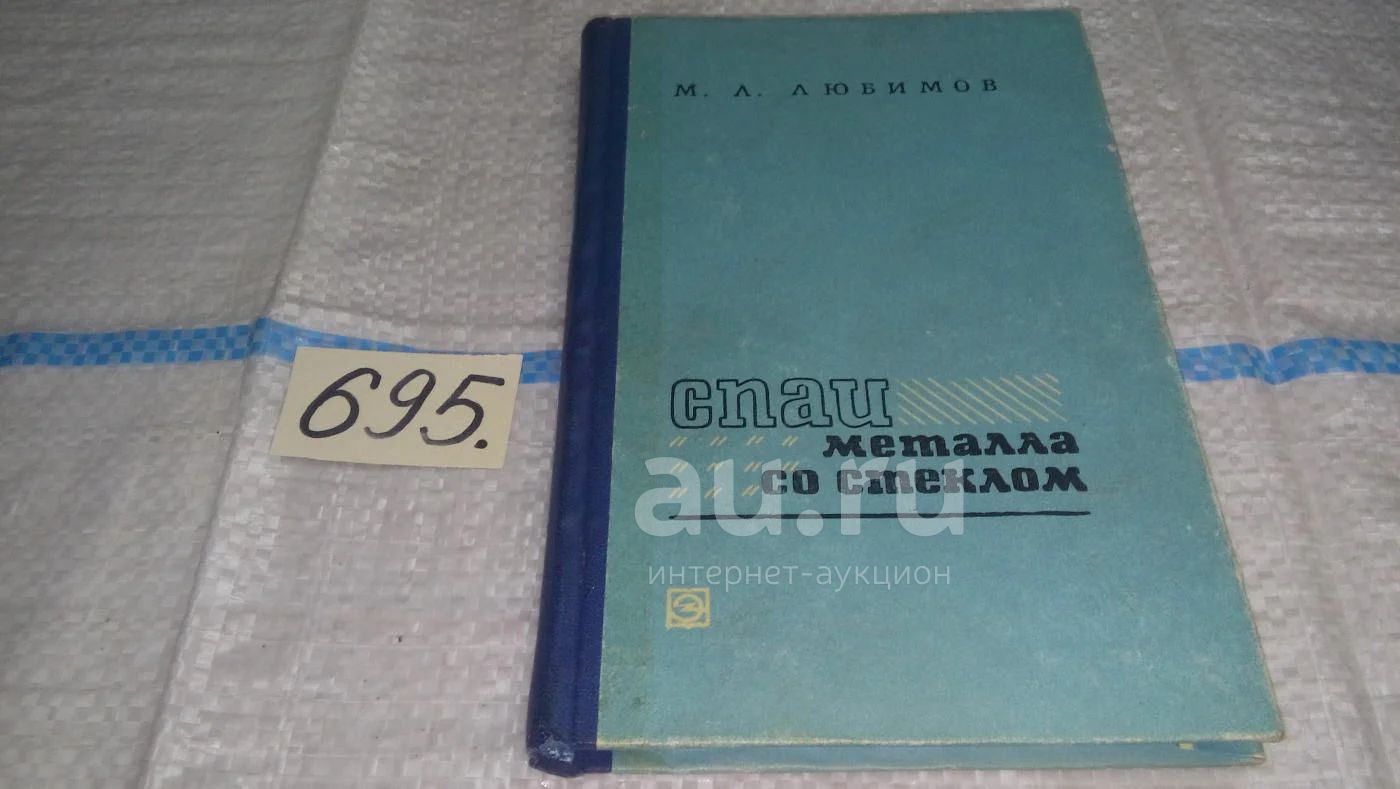 М. Л. ЛЮБИМОВ
695.
спаи
металла
со стеклом
au.ru
интернет-аукцион
Э